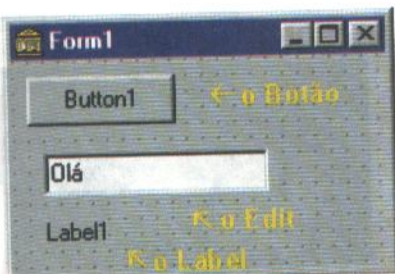 Form1
Button1 ← o Botão
Olá
Label1 ↖ o Edit
↖ o Label